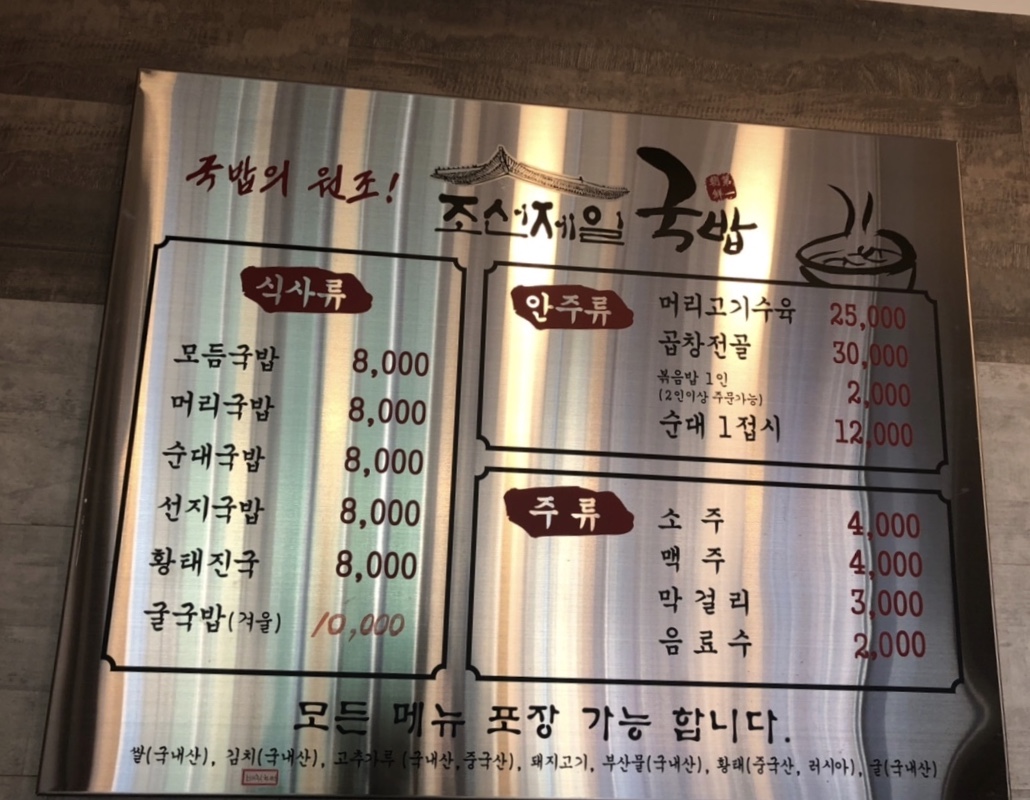 국밥의 원조!
조선제일 국밥
식사류
모듬국밥 8,000
머리국밥 8,000
순대국밥 8,000
선지국밥 8,000
황태진국 8,000
굴국밥(겨울) 10,000
안주류
머리고기수육 25,000
곱창전골 30,000
볶음밥 1인 2,000
(2인이상 주문가능)
순대 1접시 12,000
주류
소주 4,000
맥주 4,000
막걸리 3,000
음료수 2,000
모든 메뉴 포장 가능 합니다.
쌀(국내산), 김치(국내산), 고추가루 (국내산,중국산), 돼지고기, 부산물(국내산), 황태(중국산, 러시아), 굴(국내산)